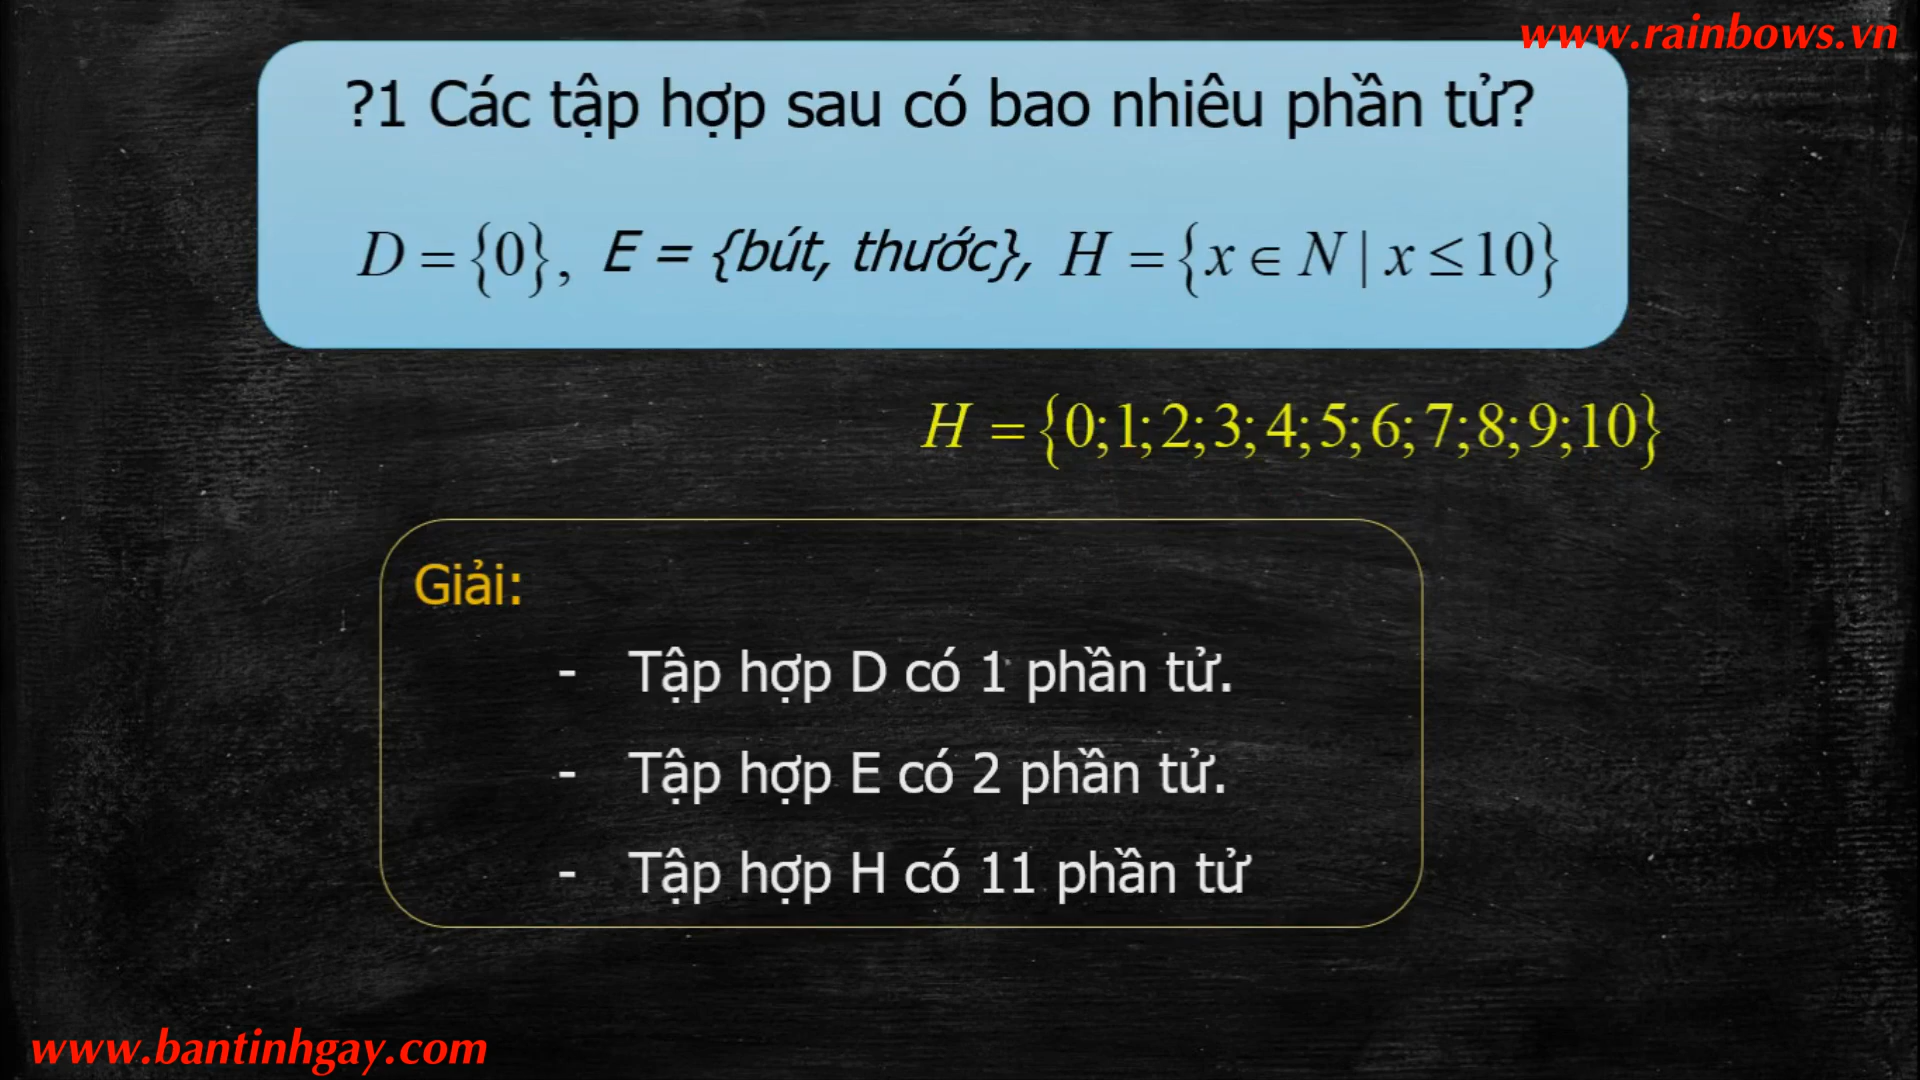 www.rainbows.vn
?1 Các tập hợp sau có bao nhiêu phần tử?
D = {0}, E = {bút, thước}, H = {x ∈ N | x ≤ 10}
H = {0;1;2;3;4;5;6;7;8;9;10}
Giải:
- Tập hợp D có 1 phần tử.
- Tập hợp E có 2 phần tử.
- Tập hợp H có 11 phần tử
www.bantinhgay.com